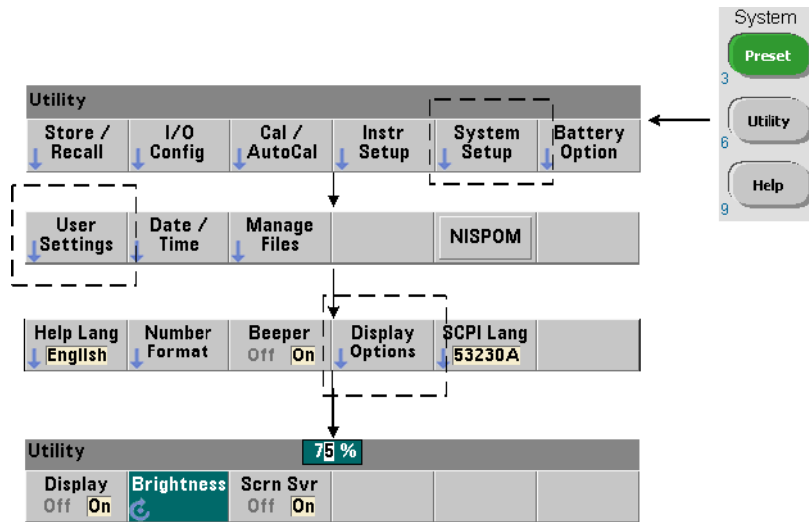 System
Preset
3
Utility
6
Help
9
Utility
Store / Recall
I/O Config
Cal / AutoCal
Instr Setup
System Setup
Battery Option
User Settings
Date / Time
Manage Files
NISPOM
Help Lang English
Number Format
Beeper Off On
Display Options
SCPI Lang 53230A
Utility
75 %
Display Off On
Brightness
Scrn Svr Off On